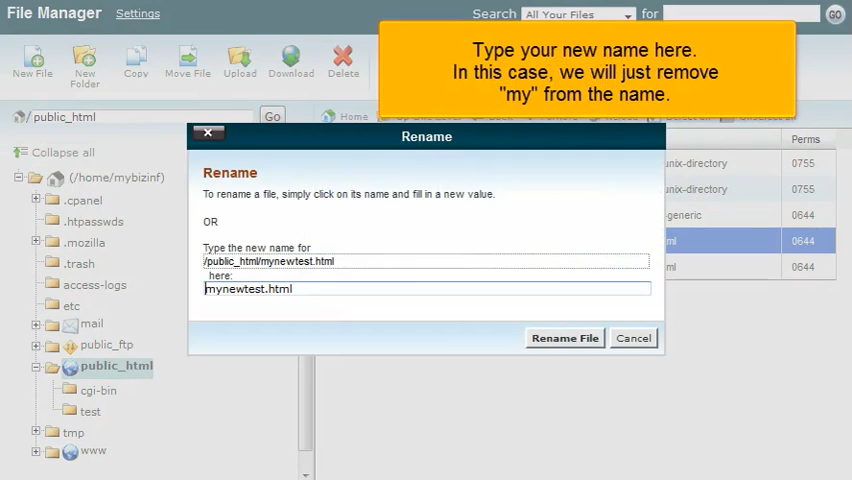 File Manager
Settings
Search All Your Files for GO
New File
New Folder
Copy
Move File
Upload
Download
Delete
Type your new name here.
In this case, we will just remove
"my" from the name.
/ public_html Go
Home
Collapse all
(/home/mybizinf)
.cpanel
.htpasswds
.mozilla
.trash
access-logs
etc
mail
public_ftp
public_html
cgi-bin
test
tmp
www
Rename
Rename
To rename a file, simply click on its name and fill in a new value.
OR
Type the new name for
/public_html/mynewtest.html
here:
mynewtest.html
Rename File Cancel
Perms
unix-directory 0755
unix-directory 0755
-generic 0644
ml 0644
ml 0644